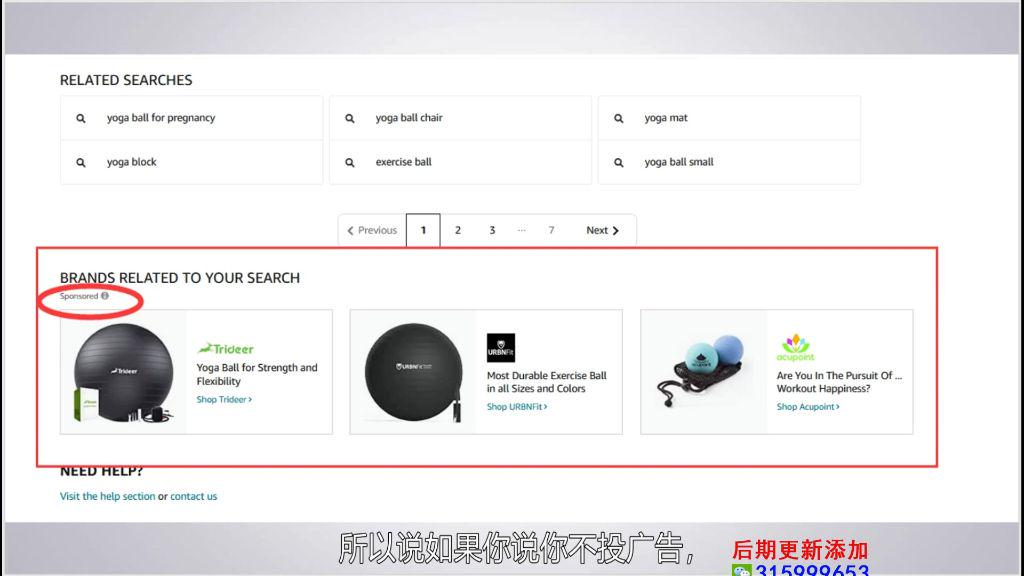 RELATED SEARCHES
yoga ball for pregnancy
yoga ball chair
yoga mat
yoga block
exercise ball
yoga ball small
Previous 1 2 3 ... 7 Next
BRANDS RELATED TO YOUR SEARCH
Sponsored
Trideer
Trideer
Yoga Ball for Strength and
Flexibility
Shop Trideer
URBNFit
URBNFit
Most Durable Exercise Ball
in all Sizes and Colors
Shop URBNFit
acupoint
Are You In The Pursuit Of ...
Workout Happiness?
Shop Acupoint
NEED HELP?
Visit the help section or contact us
所以说如果你说你不投广告,
后期更新添加
315999653